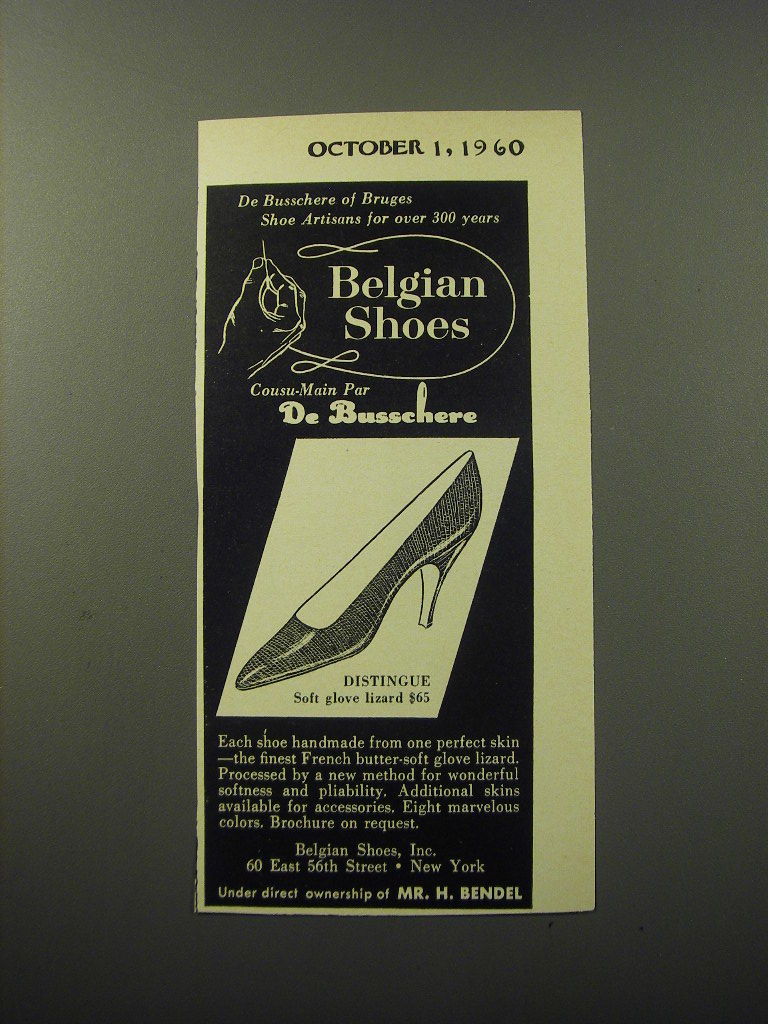 OCTOBER 1, 1960
De Busschere of Bruges
Shoe Artisans for over 300 years
Belgian
Shoes
Cousu-Main Par
De Busschere
DISTINGUE
Soft glove lizard $65
Each shoe handmade from one perfect skin
—the finest French butter-soft glove lizard.
Processed by a new method for wonderful
softness and pliability. Additional skins
available for accessories. Eight marvelous
colors. Brochure on request.
Belgian Shoes, Inc.
60 East 56th Street • New York
Under direct ownership of MR. H. BENDEL